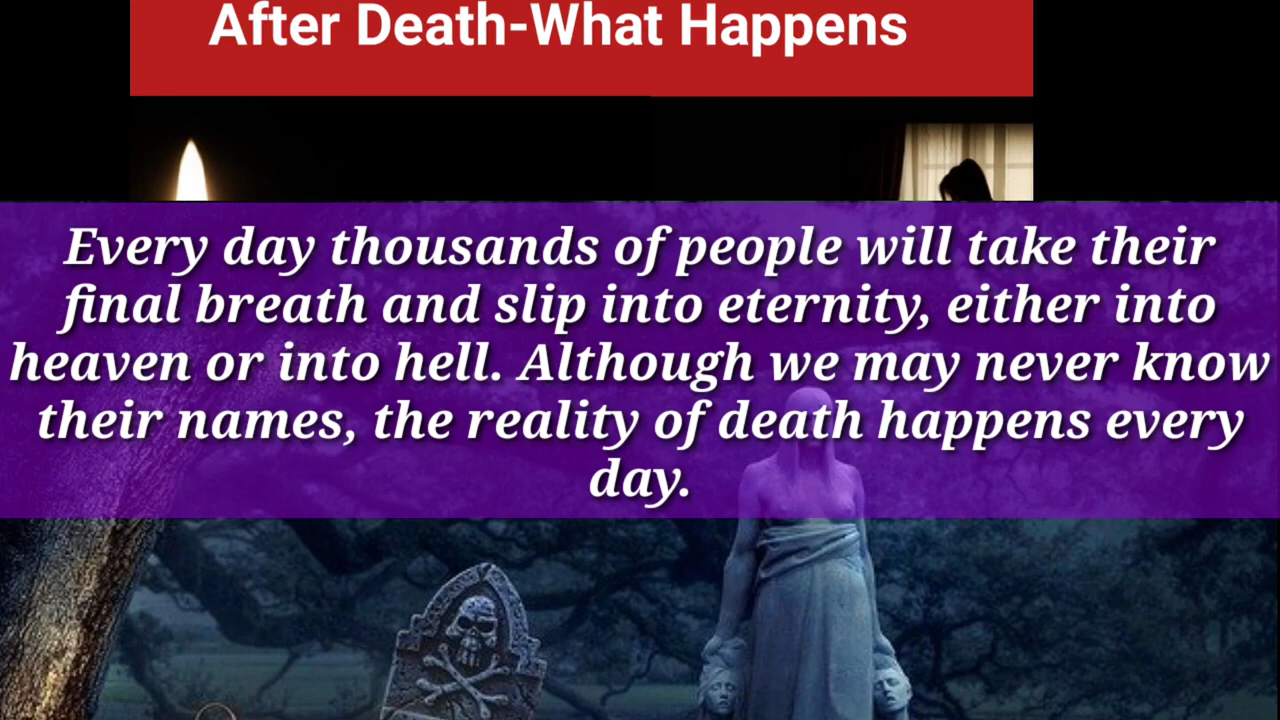 After Death-What Happens
Every day thousands of people will take their
final breath and slip into eternity, either into
heaven or into hell. Although we may never know
their names, the reality of death happens every
day.